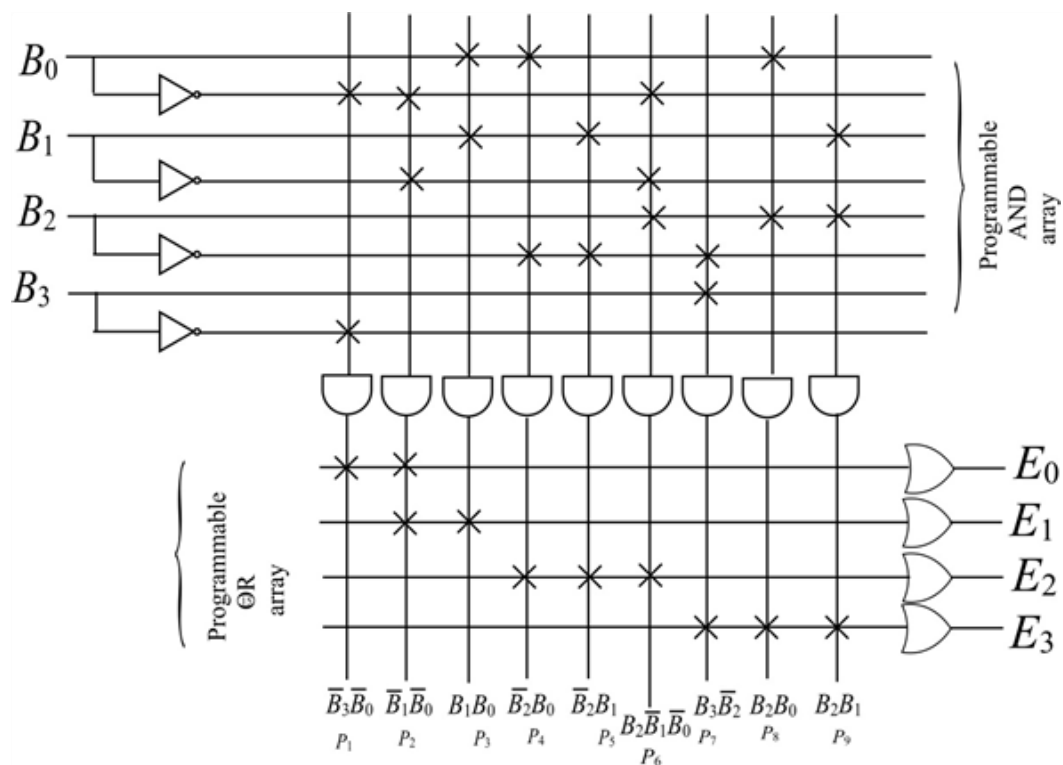 B₀
B₁
B₂
B₃
Programmable
AND
array
Programmable
OR
array
E₀
E₁
E₂
E₃
B̅₃B̅₀
B̅₁B̅₀
B₁B₀
B̅₂B₀
B̅₂B₁
B₂B̅₁B̅₀
B₃B̅₂
B₂B₀
B₂B₁
P₁
P₂
P₃
P₄
P₅
P₆
P₇
P₈
P₉